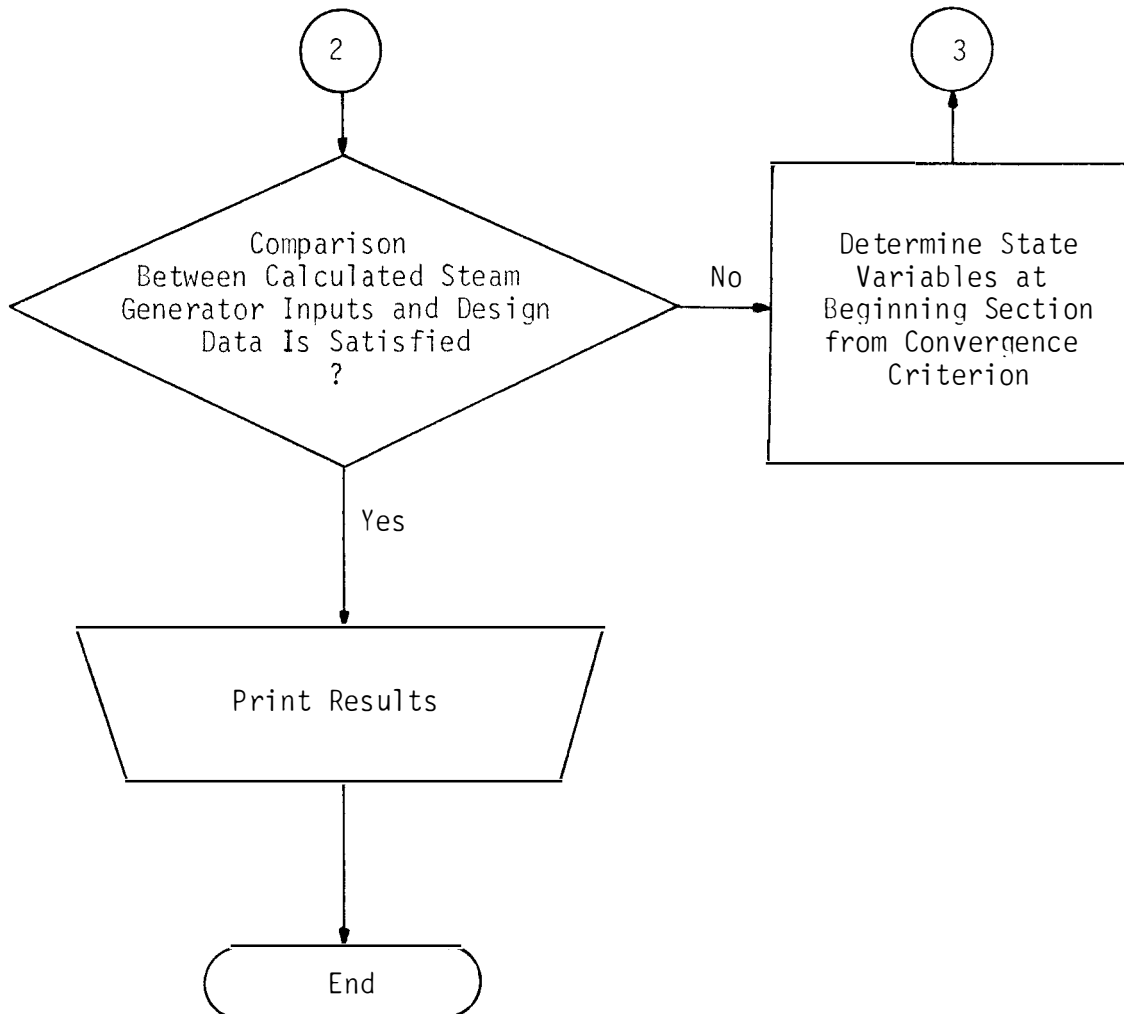 2
3
Comparison
Between Calculated Steam
Generator Inputs and Design
Data Is Satisfied
?
No
Determine State
Variables at
Beginning Section
from Convergence
Criterion
Yes
Print Results
End